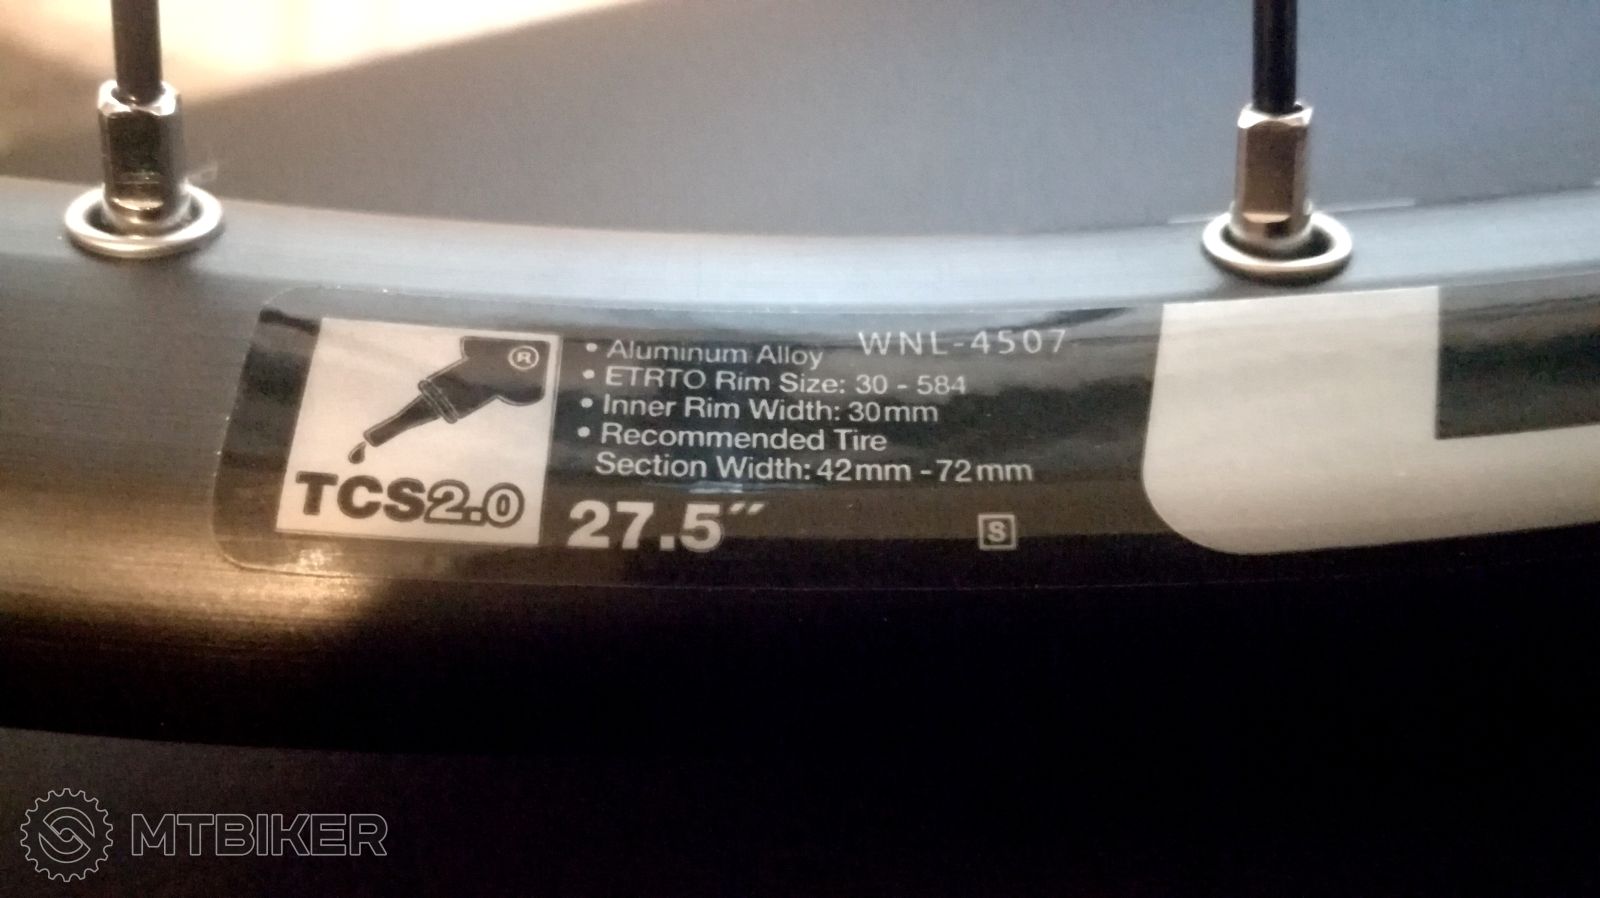 ®
TCS2.0
• Aluminum Alloy WNL-4507
• ETRTO Rim Size: 30 - 584
• Inner Rim Width: 30mm
• Recommended Tire
Section Width: 42mm - 72mm
27.5″
S
MTBIKER